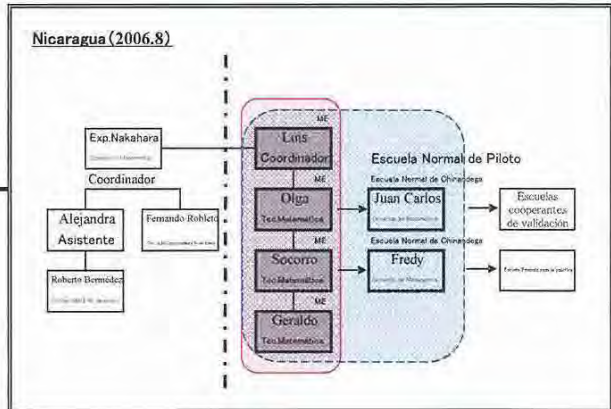 Nicaragua (2006.8)
Exp.Nakahara
Coordinador
Alejandra
Asistente
Fernando Robleto
Roberto Bermúdez
ME
Luis
Coordinador
ME
Olga
Tec.Matemática
ME
Socorro
Tec.Matemática
ME
Geraldo
Tec.Matemática
Escuela Normal de Piloto
Escuela Normal de Chinandega
Juan Carlos
Escuela Normal de Chinandega
Fredy
Escuelas
cooperantes
de validación